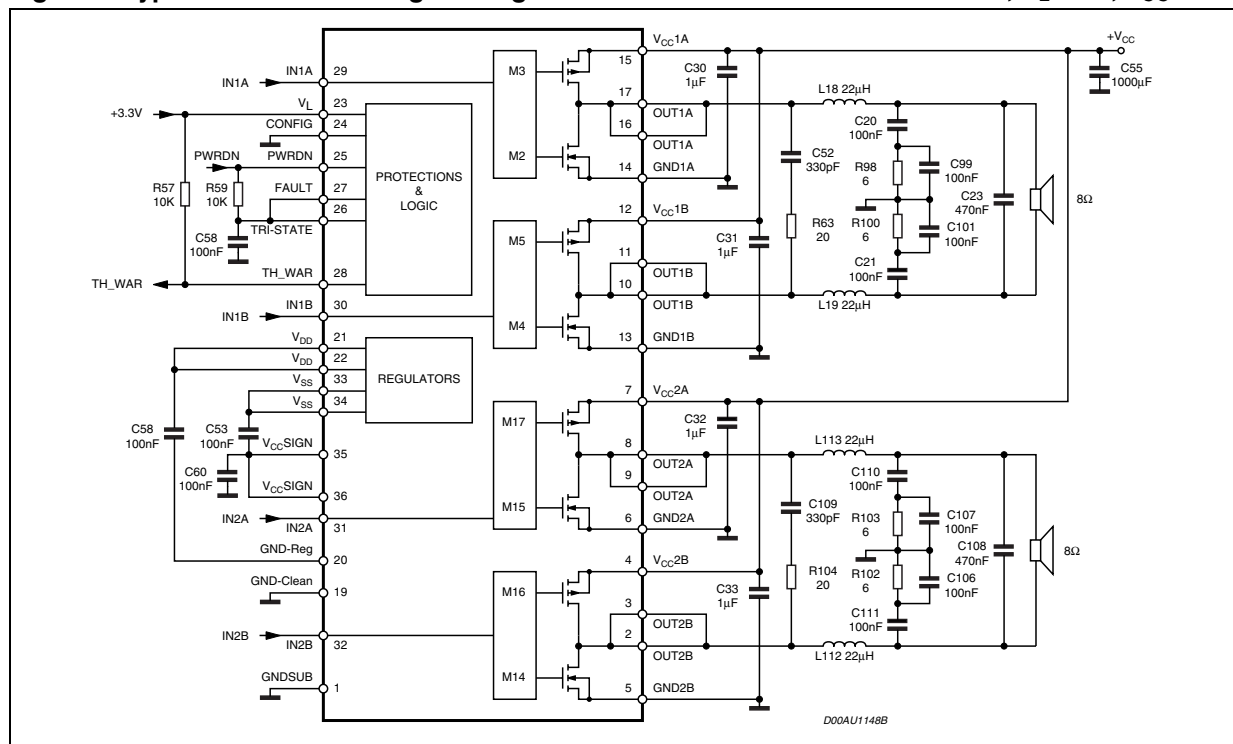 IN1A
IN1A
29
+3.3V
VL
23
CONFIG
24
PWRDN
PWRDN
25
R57
10K
R59
10K
FAULT
27
26
TRI-STATE
C58
100nF
TH_WAR
TH_WAR
28
IN1B
IN1B
30
PROTECTIONS
&
LOGIC
VDD
21
VDD
22
VSS
33
VSS
34
REGULATORS
C58
100nF
C53
100nF
VCCSIGN
35
C60
100nF
VCCSIGN
36
IN2A
IN2A
31
GND-Reg
20
GND-Clean
19
IN2B
IN2B
32
GNDSUB
1
M3
M2
M5
M4
M17
M15
M16
M14
15
VCC1A
17
OUT1A
16
OUT1A
14
GND1A
12
VCC1B
11
OUT1B
10
OUT1B
13
GND1B
7
VCC2A
8
OUT2A
9
OUT2A
6
GND2A
4
VCC2B
3
OUT2B
2
OUT2B
5
GND2B
C30
1µF
C31
1µF
C32
1µF
C33
1µF
+VCC
C55
1000µF
L18 22µH
C20
100nF
C52
330pF
R98
6
C99
100nF
C23
470nF
8Ω
R63
20
R100
6
C101
100nF
C21
100nF
L19 22µH
L113 22µH
C110
100nF
C109
330pF
R103
6
C107
100nF
C108
470nF
8Ω
R104
20
R102
6
C106
100nF
C111
100nF
L112 22µH
D00AU1148B